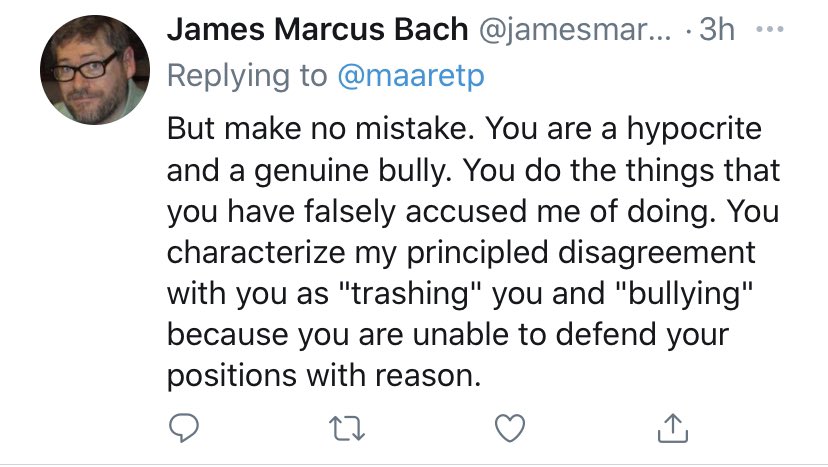 James Marcus Bach @jamesmar... · 3h
Replying to @maaretp
But make no mistake. You are a hypocrite
and a genuine bully. You do the things that
you have falsely accused me of doing. You
characterize my principled disagreement
with you as "trashing" you and "bullying"
because you are unable to defend your
positions with reason.